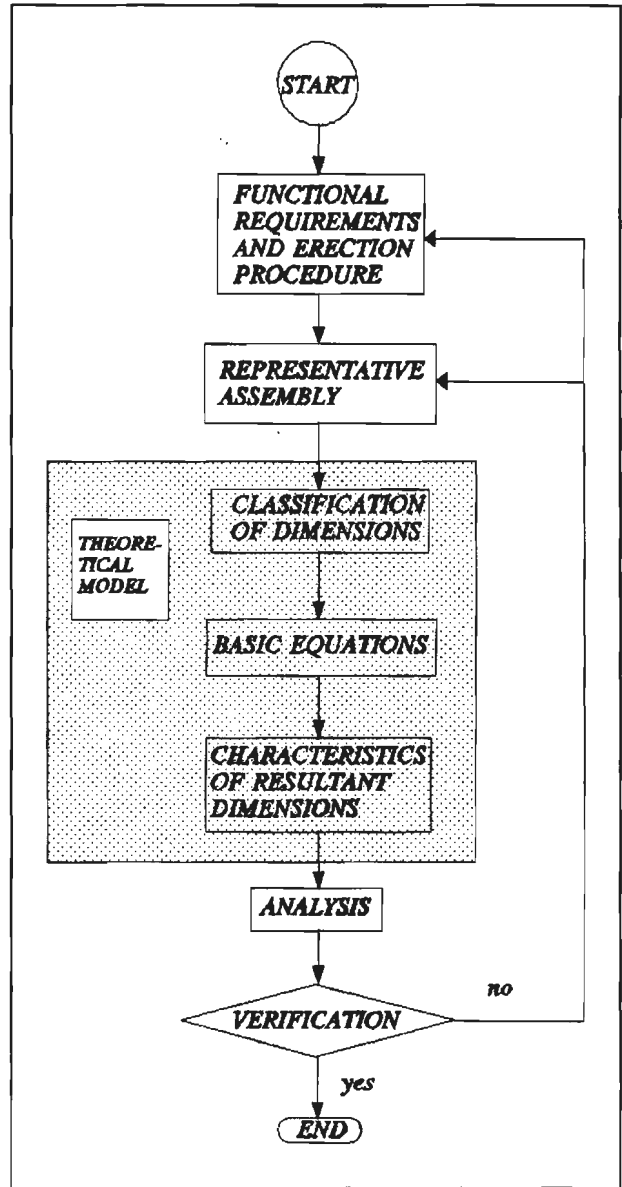 START
FUNCTIONAL
REQUIREMENTS
AND ERECTION
PROCEDURE
REPRESENTATIVE
ASSEMBLY
CLASSIFICATION
OF DIMENSIONS
THEORE-
TICAL
MODEL
BASIC EQUATIONS
CHARACTERISTICS
OF RESULTANT
DIMENSIONS
ANALYSIS
no
VERIFICATION
yes
END